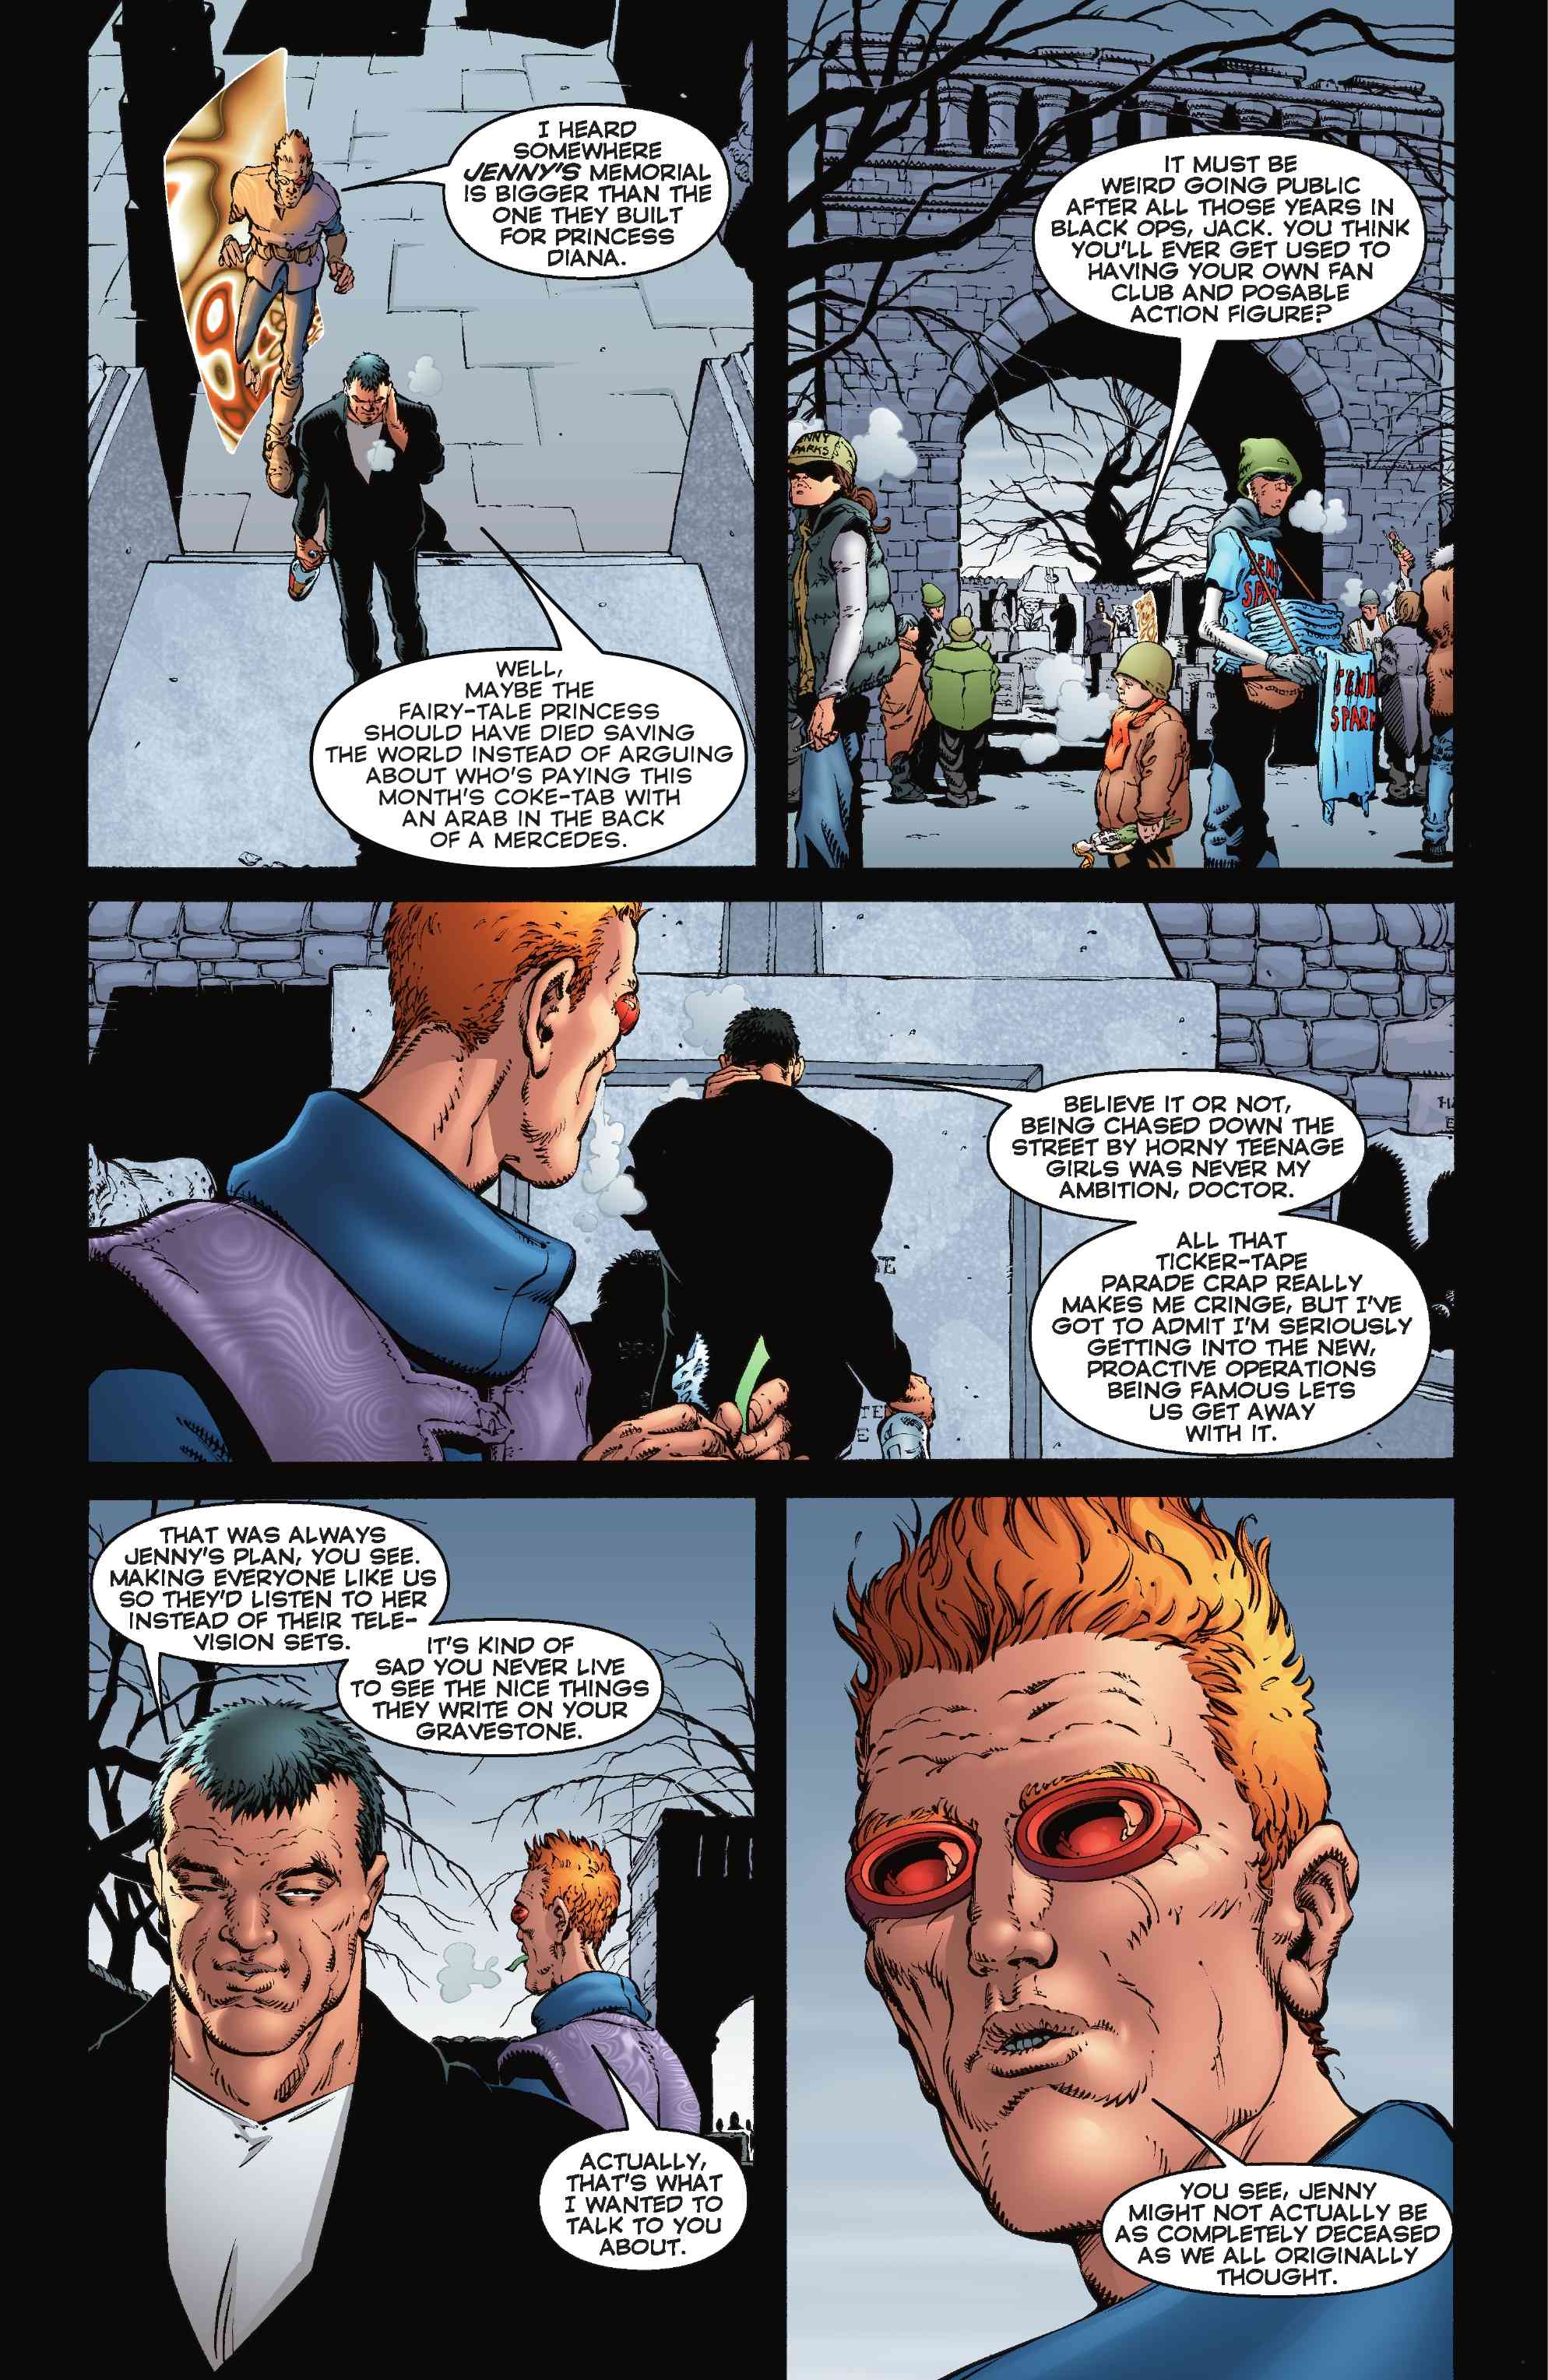 I HEARD
SOMEWHERE
JENNY'S MEMORIAL
IS BIGGER THAN THE
ONE THEY BUILT
FOR PRINCESS
DIANA.
WELL,
MAYBE THE
FAIRY-TALE PRINCESS
SHOULD HAVE DIED SAVING
THE WORLD INSTEAD OF ARGUING
ABOUT WHO'S PAYING THIS
MONTH'S COKE-TAB WITH
AN ARAB IN THE BACK
OF A MERCEDES.
IT MUST BE
WEIRD GOING PUBLIC
AFTER ALL THOSE YEARS IN
BLACK OPS, JACK. YOU THINK
YOU'LL EVER GET USED TO
HAVING YOUR OWN FAN
CLUB AND POSABLE
ACTION FIGURE?
BELIEVE IT OR NOT,
BEING CHASED DOWN THE
STREET BY HORNY TEENAGE
GIRLS WAS NEVER MY
AMBITION, DOCTOR.
ALL THAT
TICKER-TAPE
PARADE CRAP REALLY
MAKES ME CRINGE, BUT I'VE
GOT TO ADMIT I'M SERIOUSLY
GETTING INTO THE NEW,
PROACTIVE OPERATIONS
BEING FAMOUS LETS
US GET AWAY
WITH IT.
THAT WAS ALWAYS
JENNY'S PLAN, YOU SEE.
MAKING EVERYONE LIKE US
SO THEY'D LISTEN TO HER
INSTEAD OF THEIR TELE-
VISION SETS.
IT'S KIND OF
SAD YOU NEVER LIVE
TO SEE THE NICE THINGS
THEY WRITE ON YOUR
GRAVESTONE.
ACTUALLY,
THAT'S WHAT
I WANTED TO
TALK TO YOU
ABOUT.
YOU SEE, JENNY
MIGHT NOT ACTUALLY BE
AS COMPLETELY DECEASED
AS WE ALL ORIGINALLY
THOUGHT.